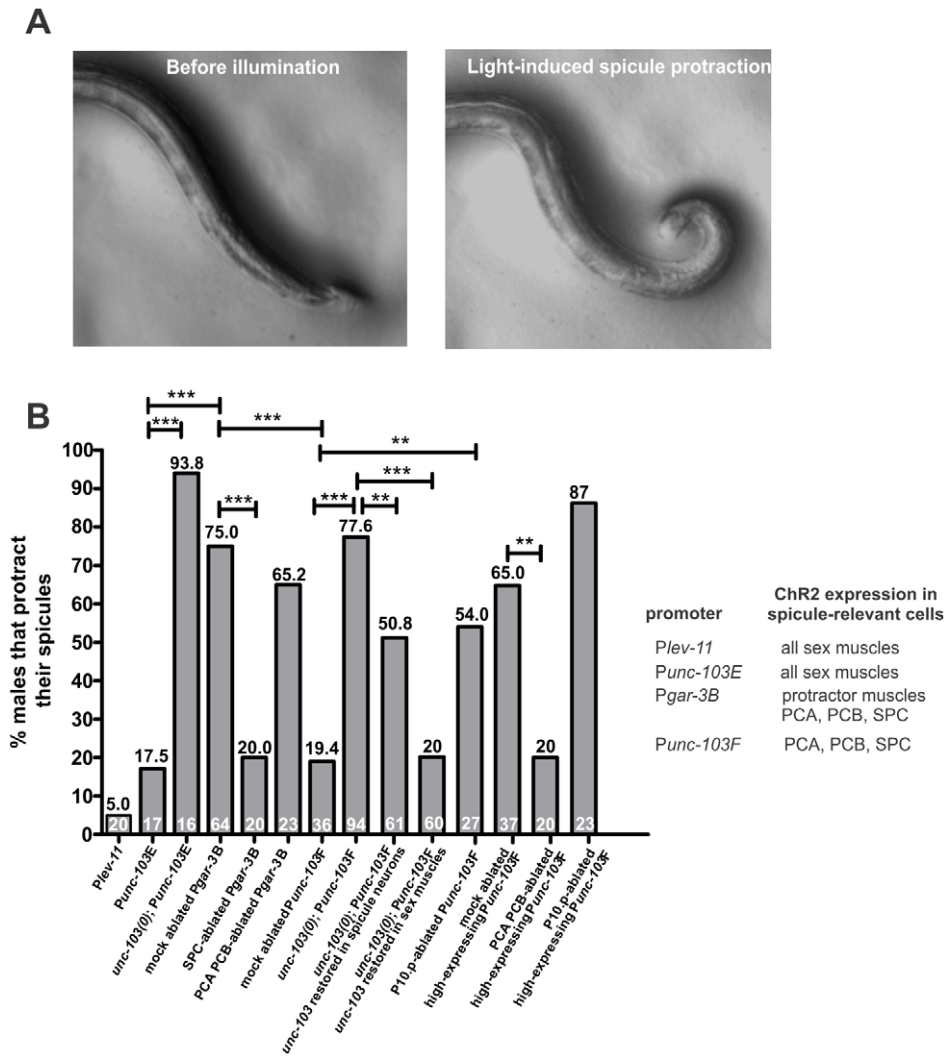 A
Before illumination
Light-induced spicule protraction
B
***
***
***
**
***
***
***
**
**
% males that protract
their spicules
100
90
80
70
60
50
40
30
20
10
0
5.0
17.5
93.8
75.0
20.0
65.2
19.4
77.6
50.8
20
54.0
65.0
20
87
20
17
16
64
20
23
36
94
61
60
27
37
20
23
Plev-11
Punc-103E
unc-103(0); Punc-103E
mock ablated Pgar-3B
SPC-ablated Pgar-3B
PCA PCB-ablated Pgar-3B
mock ablated Punc-103F
unc-103(0); Punc-103F
unc-103(0); Punc-103F
unc-103 restored in spicule neurons
unc-103(0); Punc-103F
unc-103 restored in sex muscles
P10.p-ablated Punc-103F
mock ablated
high-expressing Punc-103F
PCA PCB-ablated
high-expressing Punc-103F
P10.p-ablated
high-expressing Punc-103F
promoter
ChR2 expression in
spicule-relevant cells
Plev-11 all sex muscles
Punc-103E all sex muscles
Pgar-3B protractor muscles
PCA, PCB, SPC
Punc-103F PCA, PCB, SPC